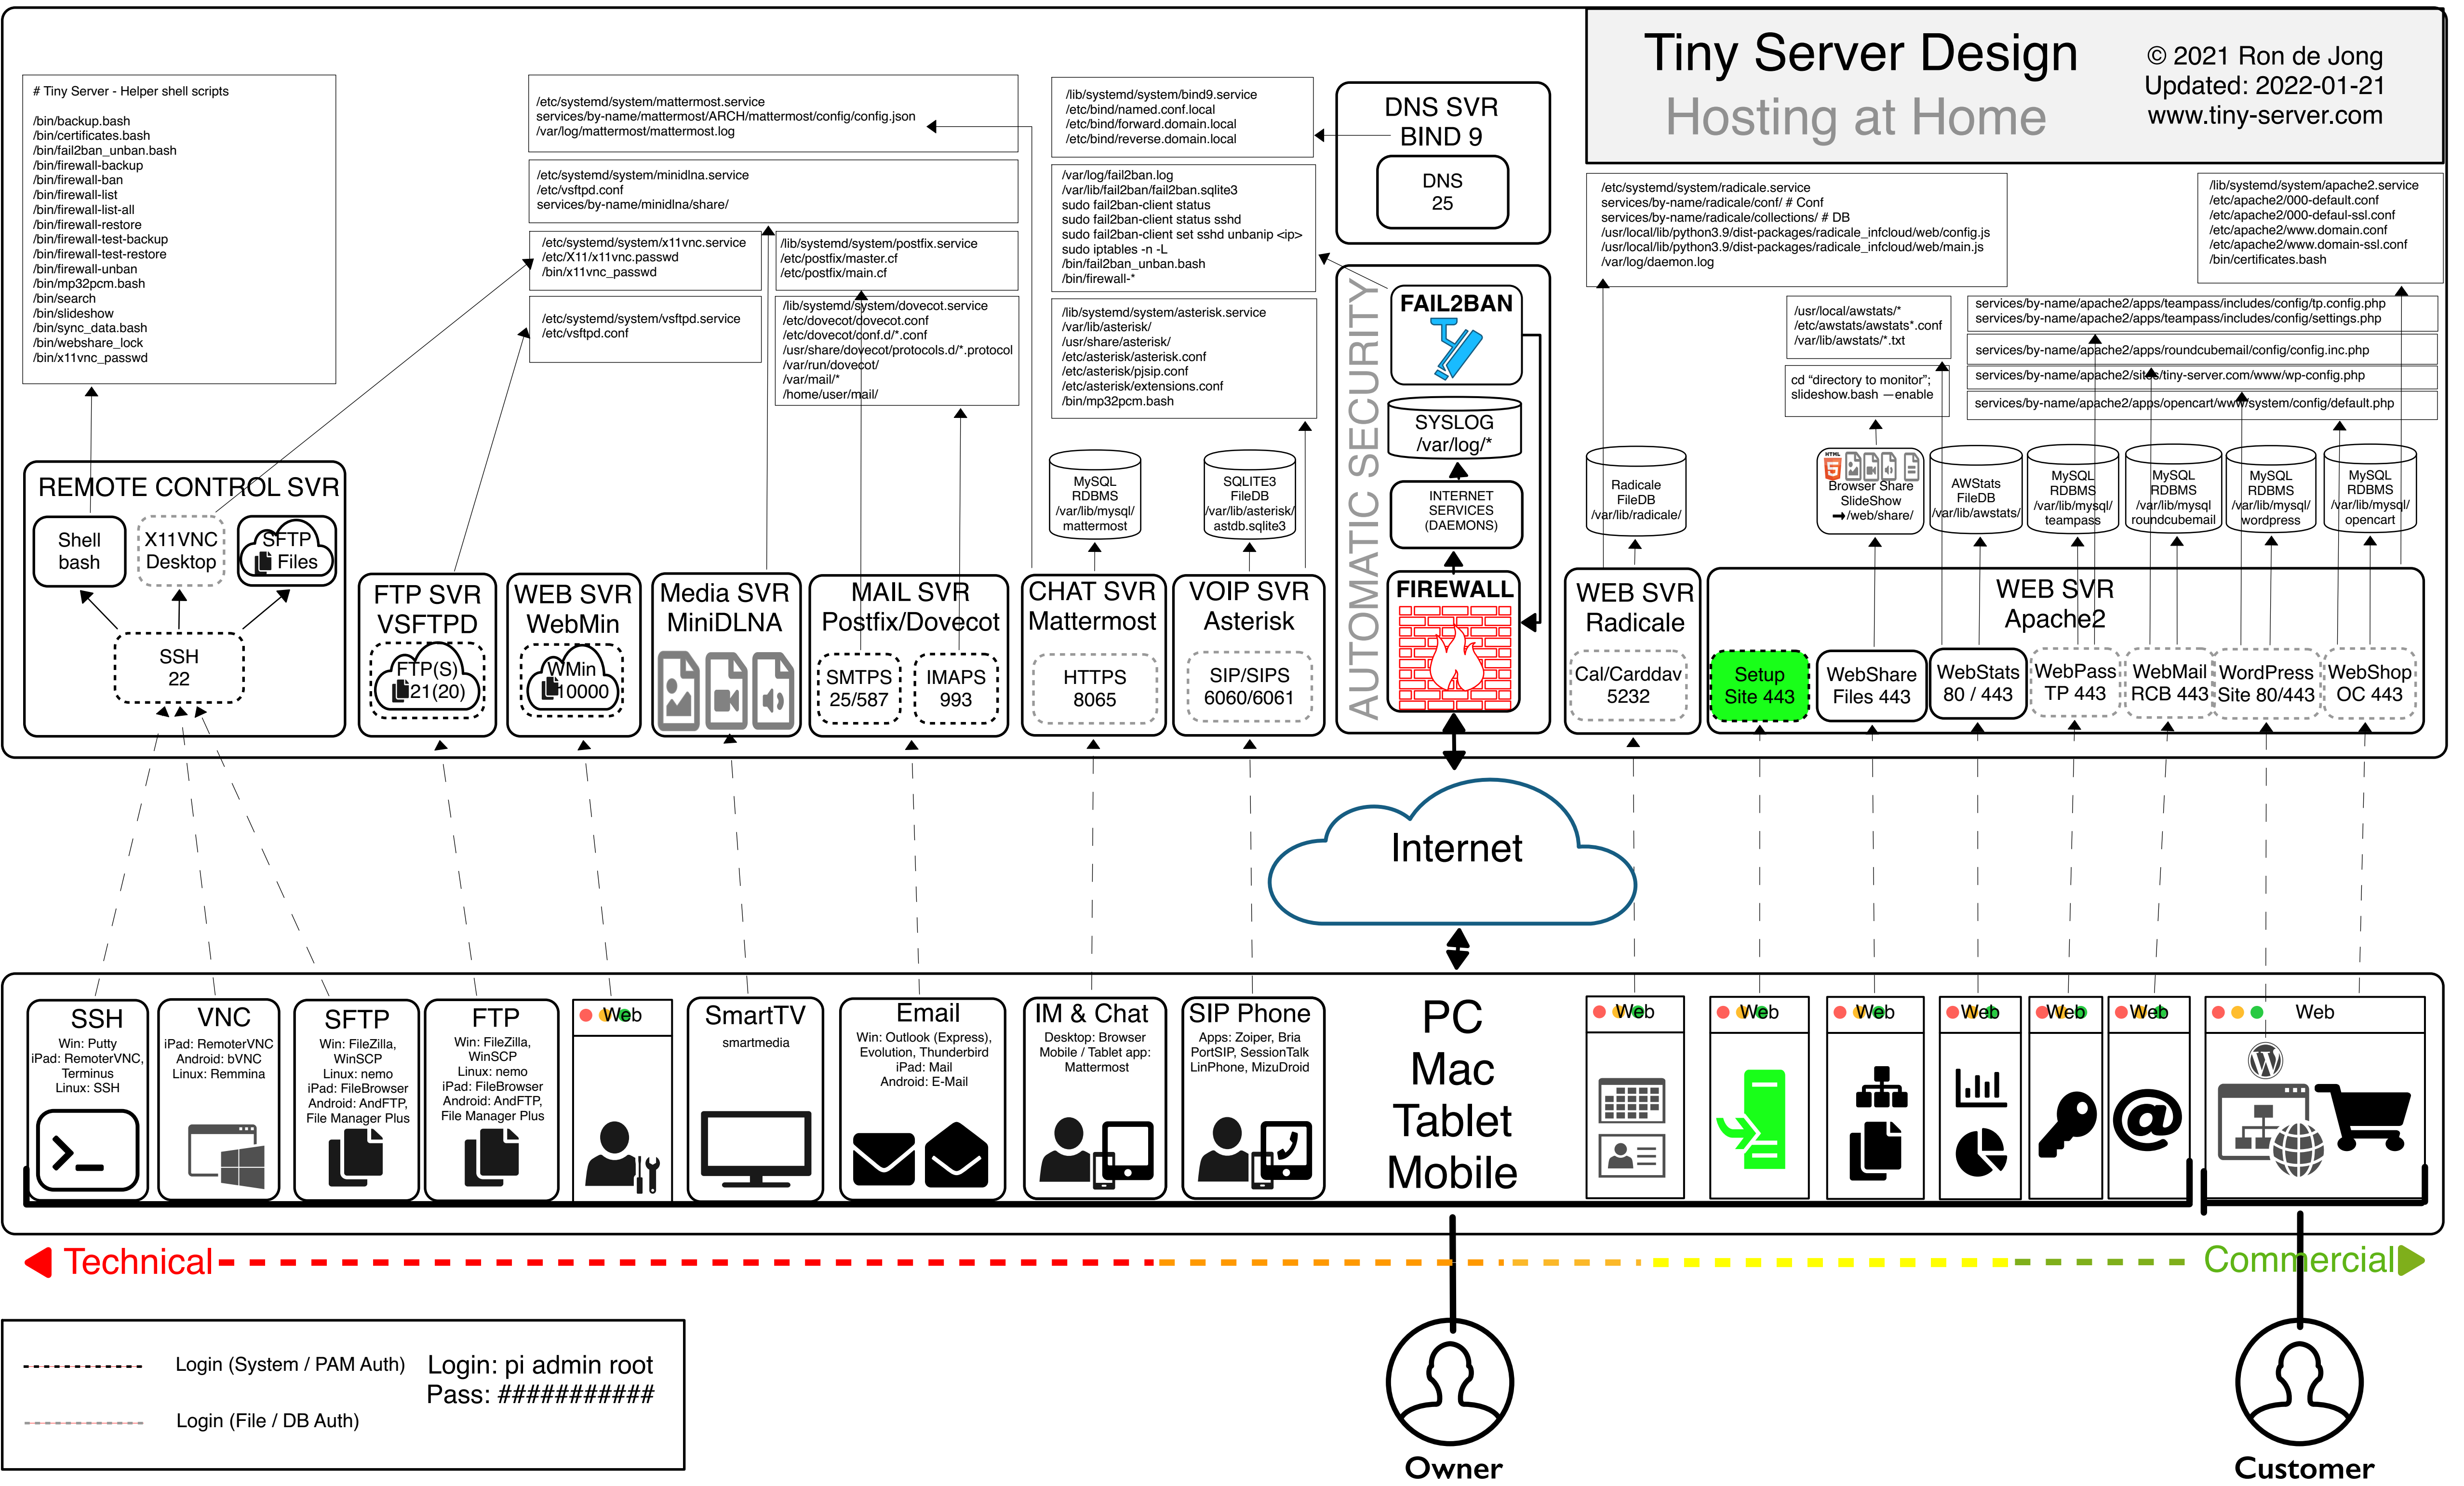 Tiny Server Design
Hosting at Home
© 2021 Ron de Jong
Updated: 2022-01-21
www.tiny-server.com
# Tiny Server - Helper shell scripts
/bin/backup.bash
/bin/certificates.bash
/bin/fail2ban_unban.bash
/bin/firewall-backup
/bin/firewall-ban
/bin/firewall-list
/bin/firewall-list-all
/bin/firewall-restore
/bin/firewall-test-backup
/bin/firewall-test-restore
/bin/firewall-unban
/bin/mp32pcm.bash
/bin/search
/bin/slideshow
/bin/sync_data.bash
/bin/webshare_lock
/bin/x11vnc_passwd
/etc/systemd/system/mattermost.service
services/by-name/mattermost/ARCH/mattermost/config/config.json
/var/log/mattermost/mattermost.log
/etc/systemd/system/minidlna.service
/etc/vsftpd.conf
services/by-name/minidlna/share/
/etc/systemd/system/x11vnc.service
/etc/X11/x11vnc.passwd
/bin/x11vnc_passwd
/lib/systemd/system/postfix.service
/etc/postfix/master.cf
/etc/postfix/main.cf
/etc/systemd/system/vsftpd.service
/etc/vsftpd.conf
/lib/systemd/system/dovecot.service
/etc/dovecot/dovecot.conf
/etc/dovecot/conf.d/*.conf
/usr/share/dovecot/protocols.d/*.protocol
/var/run/dovecot/
/var/mail/*
/home/user/mail/
/lib/systemd/system/bind9.service
/etc/bind/named.conf.local
/etc/bind/forward.domain.local
/etc/bind/reverse.domain.local
/var/log/fail2ban.log
/var/lib/fail2ban/fail2ban.sqlite3
sudo fail2ban-client status
sudo fail2ban-client status sshd
sudo fail2ban-client set sshd unbanip <ip>
sudo iptables -n -L
/bin/fail2ban_unban.bash
/bin/firewall-*
/lib/systemd/system/asterisk.service
/var/lib/asterisk/
/usr/share/asterisk/
/etc/asterisk/asterisk.conf
/etc/asterisk/pjsip.conf
/etc/asterisk/extensions.conf
/bin/mp32pcm.bash
DNS SVR
BIND 9
DNS
25
AUTOMATIC SECURITY
FAIL2BAN
SYSLOG
/var/log/*
INTERNET
SERVICES
(DAEMONS)
FIREWALL
/etc/systemd/system/radicale.service
services/by-name/radicale/conf/ # Conf
services/by-name/radicale/collections/ # DB
/usr/local/lib/python3.9/dist-packages/radicale_infcloud/web/config.js
/usr/local/lib/python3.9/dist-packages/radicale_infcloud/web/main.js
/var/log/daemon.log
/lib/systemd/system/apache2.service
/etc/apache2/000-default.conf
/etc/apache2/000-defaul-ssl.conf
/etc/apache2/www.domain.conf
/etc/apache2/www.domain-ssl.conf
/bin/certificates.bash
/usr/local/awstats/*
/etc/awstats/awstats*.conf
/var/lib/awstats/*.txt
cd “directory to monitor”;
slideshow.bash —enable
services/by-name/apache2/apps/teampass/includes/config/tp.config.php
services/by-name/apache2/apps/teampass/includes/config/settings.php
services/by-name/apache2/apps/roundcubemail/config/config.inc.php
services/by-name/apache2/sites/tiny-server.com/www/wp-config.php
services/by-name/apache2/apps/opencart/www/system/config/default.php
REMOTE CONTROL SVR
Shell
bash
X11VNC
Desktop
SFTP
Files
SSH
22
FTP SVR
VSFTPD
FTP(S)
21(20)
WEB SVR
WebMin
WMin
10000
Media SVR
MiniDLNA
MAIL SVR
Postfix/Dovecot
SMTPS
25/587
IMAPS
993
MySQL
RDBMS
/var/lib/mysql/
mattermost
CHAT SVR
Mattermost
HTTPS
8065
SQLITE3
FileDB
/var/lib/asterisk/
astdb.sqlite3
VOIP SVR
Asterisk
SIP/SIPS
6060/6061
Radicale
FileDB
/var/lib/radicale/
WEB SVR
Radicale
Cal/Carddav
5232
HTML
5
Browser Share
SlideShow
/web/share/
AWStats
FileDB
/var/lib/awstats/
MySQL
RDBMS
/var/lib/mysql/
teampass
MySQL
RDBMS
/var/lib/mysql
roundcubemail
MySQL
RDBMS
/var/lib/mysql/
wordpress
MySQL
RDBMS
/var/lib/mysql/
opencart
WEB SVR
Apache2
Setup
Site 443
WebShare
Files 443
WebStats
80 / 443
WebPass
TP 443
WebMail
RCB 443
WordPress
Site 80/443
WebShop
OC 443
Internet
SSH
Win: Putty
iPad: RemoterVNC,
Terminus
Linux: SSH
VNC
iPad: RemoterVNC
Android: bVNC
Linux: Remmina
SFTP
Win: FileZilla,
WinSCP
Linux: nemo
iPad: FileBrowser
Android: AndFTP,
File Manager Plus
FTP
Win: FileZilla,
WinSCP
Linux: nemo
iPad: FileBrowser
Android: AndFTP,
File Manager Plus
Web
SmartTV
smartmedia
Email
Win: Outlook (Express),
Evolution, Thunderbird
iPad: Mail
Android: E-Mail
IM & Chat
Desktop: Browser
Mobile / Tablet app:
Mattermost
SIP Phone
Apps: Zoiper, Bria
PortSIP, SessionTalk
LinPhone, MizuDroid
PC
Mac
Tablet
Mobile
Web
Web
Web
Web
Web
Web
Web
Technical
Commercial
Login (System / PAM Auth)
Login (File / DB Auth)
Login: pi admin root
Pass: ###########
Owner
Customer